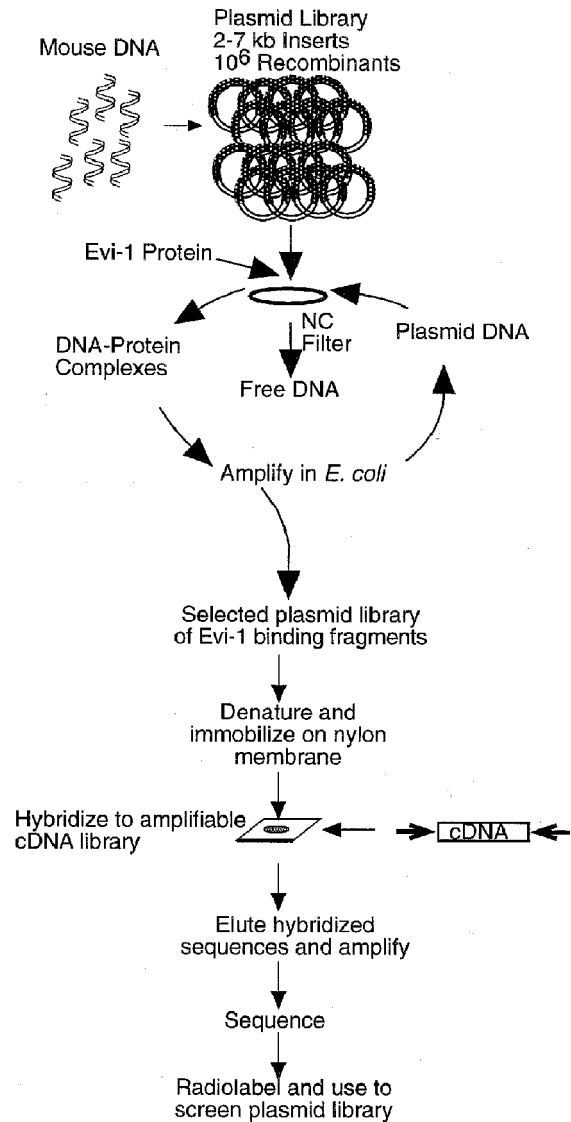 Mouse DNA
Plasmid Library
2-7 kb Inserts
10⁶ Recombinants
Evi-1 Protein
NC
Filter
Plasmid DNA
DNA-Protein
Complexes
Free DNA
Amplify in E. coli
Selected plasmid library
of Evi-1 binding fragments
Denature and
immobilize on nylon
membrane
Hybridize to amplifiable
cDNA library
cDNA
Elute hybridized
sequences and amplify
Sequence
Radiolabel and use to
screen plasmid library